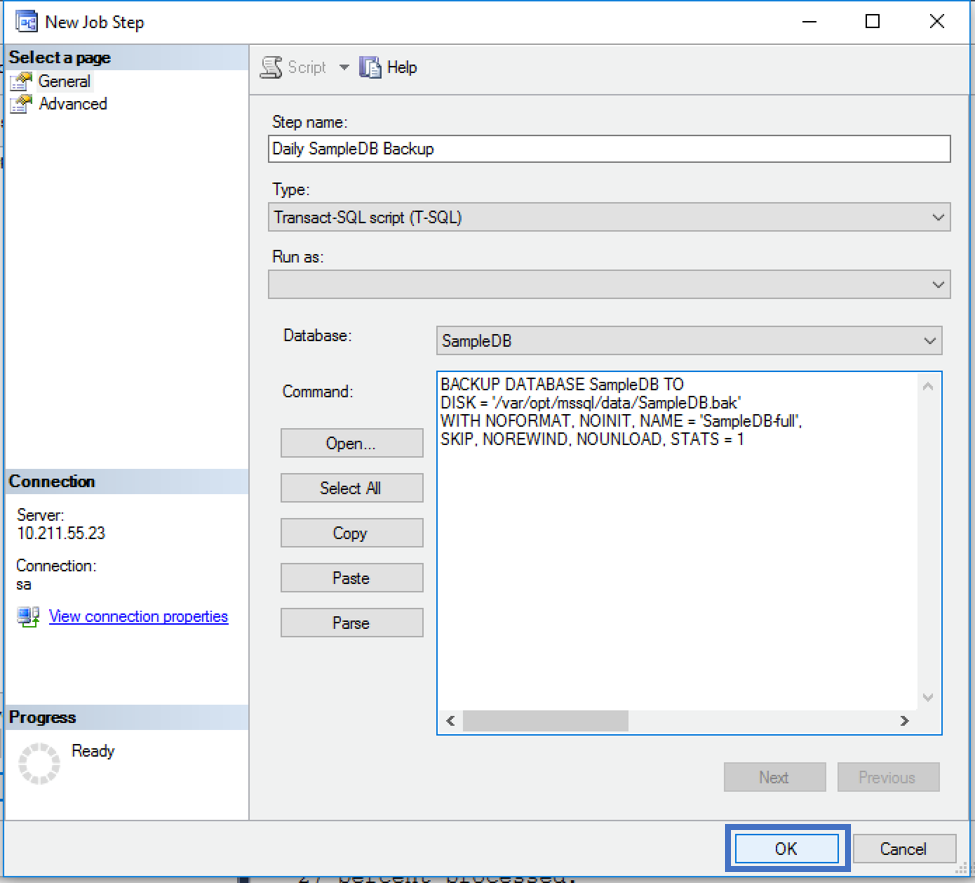 New Job Step
Select a page
General
Advanced
Script
Help
Step name:
Daily SampleDB Backup
Type:
Transact-SQL script (T-SQL)
Run as:
Database:
SampleDB
Command:
BACKUP DATABASE SampleDB TO
DISK = '/var/opt/mssql/data/SampleDB.bak'
WITH NOFORMAT, NOINIT, NAME = 'SampleDB-full',
SKIP, NOREWIND, NOUNLOAD, STATS = 1
Open...
Select All
Copy
Paste
Parse
Connection
Server:
10.211.55.23
Connection:
sa
View connection properties
Progress
Ready
Next
Previous
OK
Cancel
27 percent processed.